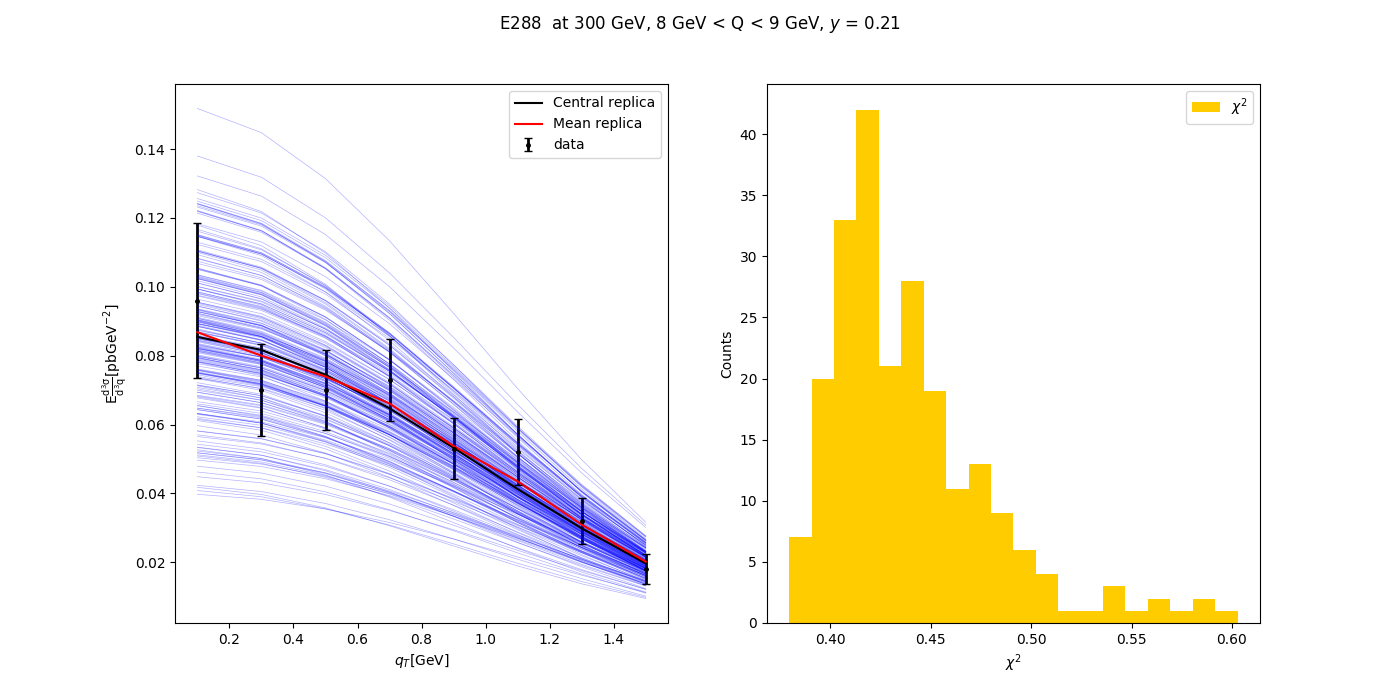 E288 at 300 GeV, 8 GeV < Q < 9 GeV, y = 0.21
Central replica
Mean replica
data
0.14
0.12
0.10
0.08
0.06
0.04
0.02
E d³σ/d³q [pbGeV⁻²]
0.2 0.4 0.6 0.8 1.0 1.2 1.4
q_T[GeV]
χ²
40
35
30
25
20
15
10
5
0
Counts
0.40 0.45 0.50 0.55 0.60
χ²